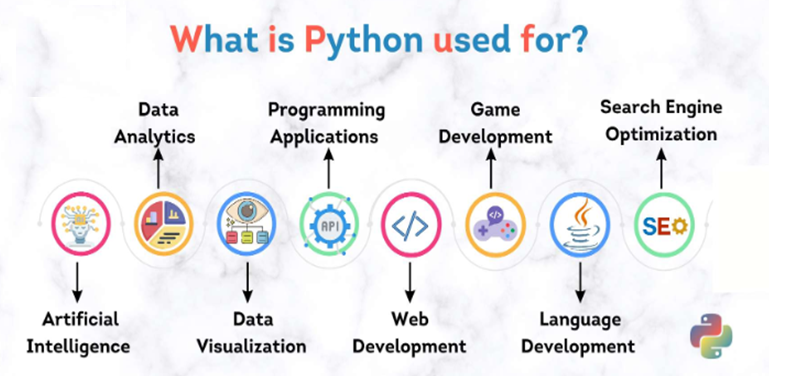 What is Python used for?
Data
Analytics
Programming
Applications
Game
Development
Search Engine
Optimization
API
</>
</>
SEO
Artificial
Intelligence
Data
Visualization
Web
Development
Language
Development